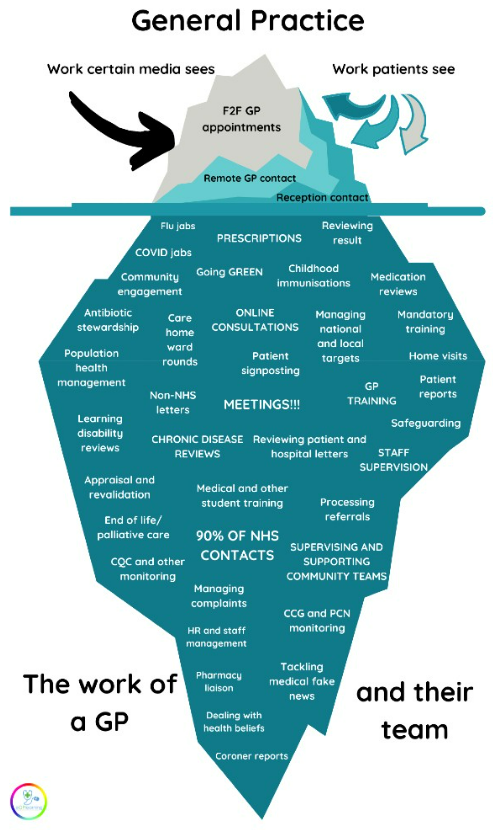 General Practice
Work certain media sees
Work patients see
F2F GP
appointments
Remote GP contact
Reception contact
Flu jabs
PRESCRIPTIONS
Reviewing
result
COVID jabs
Community
engagement
Going GREEN
Childhood
immunisations
Medication
reviews
Antibiotic
stewardship
Care
home
ward
rounds
ONLINE
CONSULTATIONS
Managing
national
and local
targets
Mandatory
training
Population
health
management
Patient
signposting
Home visits
Non-NHS
letters
MEETINGS!!!
GP
TRAINING
Patient
reports
Learning
disability
reviews
Safeguarding
CHRONIC DISEASE
REVIEWS
Reviewing patient and
hospital letters
STAFF
SUPERVISION
Appraisal and
revalidation
Medical and other
student training
Processing
referrals
End of life/
palliative care
90% OF NHS
CONTACTS
SUPERVISING AND
SUPPORTING
COMMUNITY TEAMS
CQC and other
monitoring
Managing
complaints
CCG and PCN
monitoring
HR and staff
management
Pharmacy
liaison
Tackling
medical fake
news
The work of
a GP
and their
team
Dealing with
health beliefs
Coroner reports